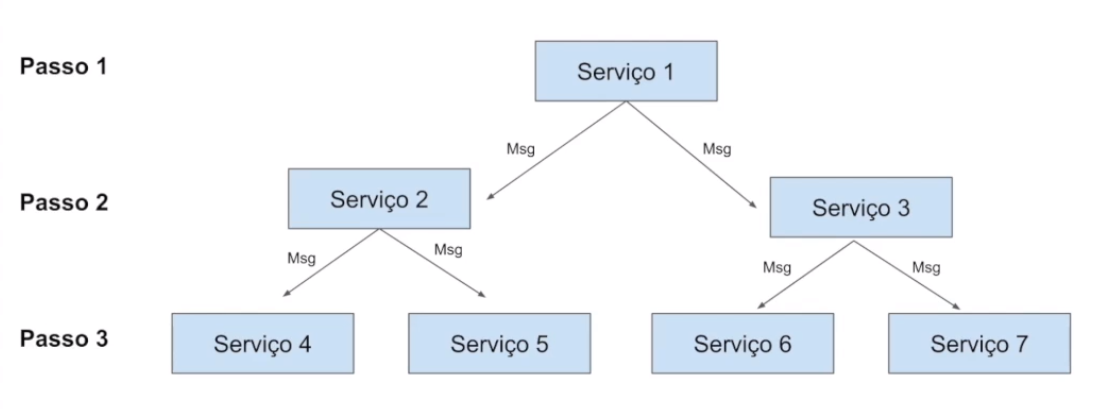 Passo 1
Serviço 1
Msg
Msg
Passo 2
Serviço 2
Serviço 3
Msg
Msg
Msg
Msg
Passo 3
Serviço 4
Serviço 5
Serviço 6
Serviço 7